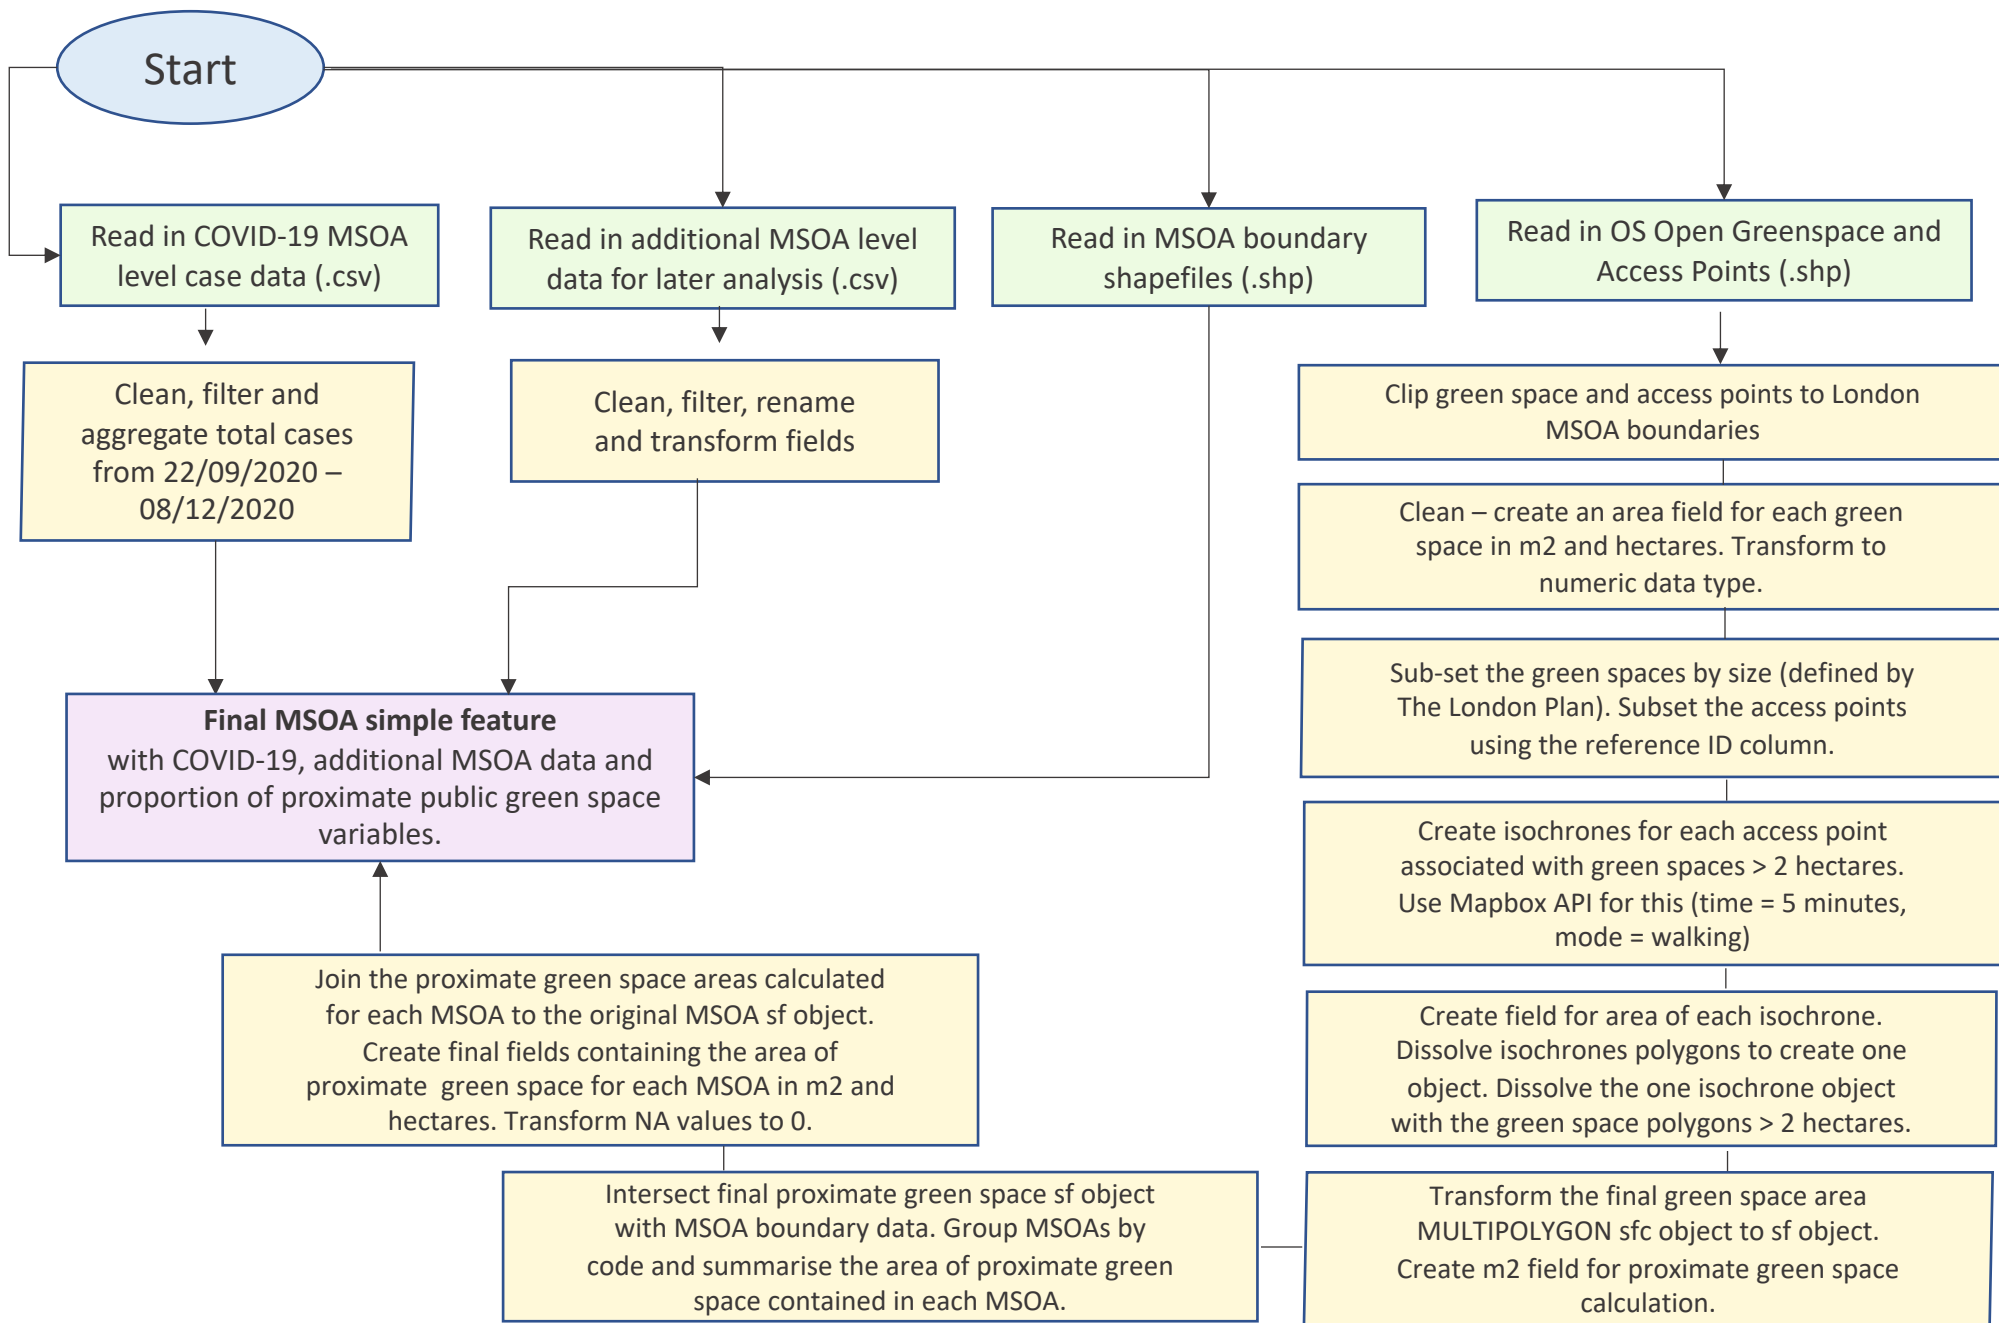 Start
Read in COVID-19 MSOA
level case data (.csv)
Read in additional MSOA level
data for later analysis (.csv)
Read in MSOA boundary
shapefiles (.shp)
Read in OS Open Greenspace and
Access Points (.shp)
Clean, filter and
aggregate total cases
from 22/09/2020 –
08/12/2020
Clean, filter, rename
and transform fields
Clip green space and access points to London
MSOA boundaries
Clean – create an area field for each green
space in m2 and hectares. Transform to
numeric data type.
Sub-set the green spaces by size (defined by
The London Plan). Subset the access points
using the reference ID column.
Final MSOA simple feature
with COVID-19, additional MSOA data and
proportion of proximate public green space
variables.
Create isochrones for each access point
associated with green spaces > 2 hectares.
Use Mapbox API for this (time = 5 minutes,
mode = walking)
Join the proximate green space areas calculated
for each MSOA to the original MSOA sf object.
Create final fields containing the area of
proximate  green space for each MSOA in m2 and
hectares. Transform NA values to 0.
Create field for area of each isochrone.
Dissolve isochrones polygons to create one
object. Dissolve the one isochrone object
with the green space polygons > 2 hectares.
Intersect final proximate green space sf object
with MSOA boundary data. Group MSOAs by
code and summarise the area of proximate green
space contained in each MSOA.
Transform the final green space area
MULTIPOLYGON sfc object to sf object.
Create m2 field for proximate green space
calculation.